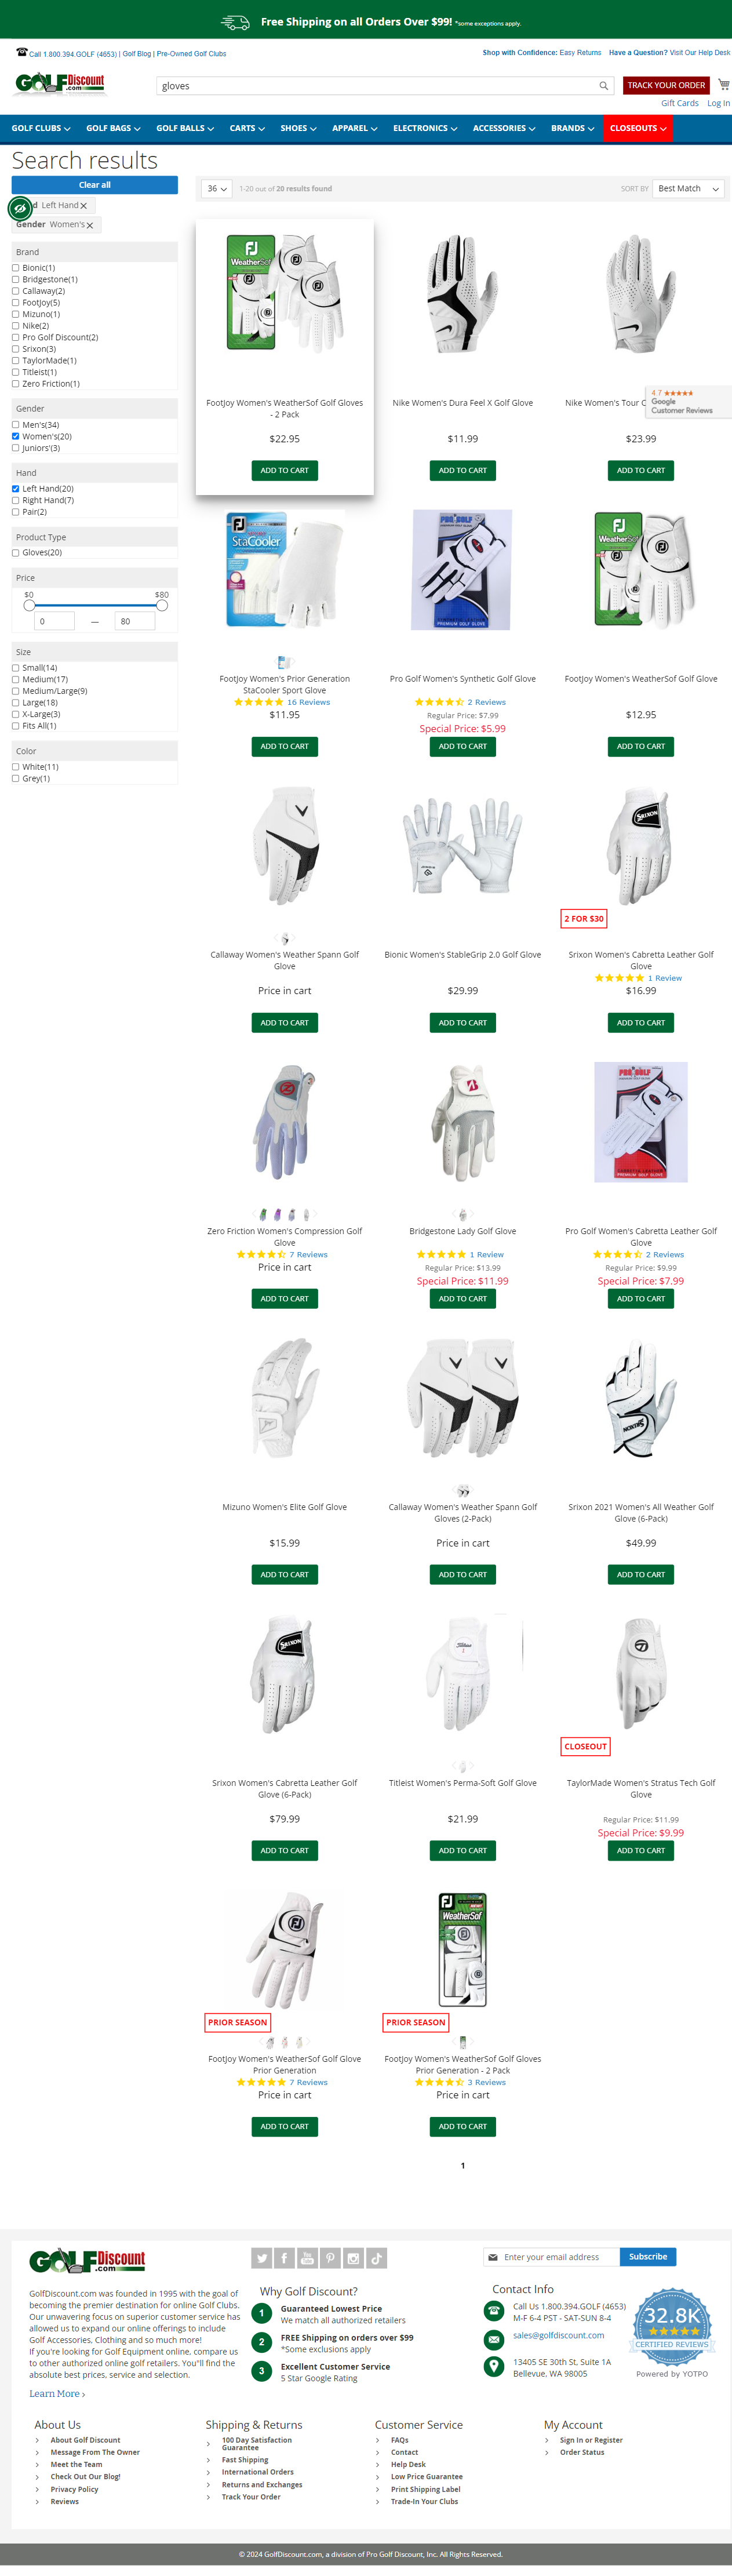 Free Shipping on all Orders Over $99! *some exceptions apply.
Call 1.800.394.GOLF (4653) | Golf Blog | Pre-Owned Golf Clubs
Shop with Confidence: Easy Returns Have a Question? Visit Our Help Desk
GOLF Discount .com
gloves
TRACK YOUR ORDER
Gift Cards Log In
GOLF CLUBS GOLF BAGS GOLF BALLS CARTS SHOES APPAREL ELECTRONICS ACCESSORIES BRANDS CLOSEOUTS
Search results
Clear all
d Left Hand
Gender Women's
Brand
Bionic(1)
Bridgestone(1)
Callaway(2)
FootJoy(5)
Mizuno(1)
Nike(2)
Pro Golf Discount(2)
Srixon(3)
TaylorMade(1)
Titleist(1)
Zero Friction(1)
Gender
Men's(34)
Women's(20)
Juniors'(3)
Hand
Left Hand(20)
Right Hand(7)
Pair(2)
Product Type
Gloves(20)
Price
$0 $80
0 — 80
Size
Small(14)
Medium(17)
Medium/Large(9)
Large(18)
X-Large(3)
Fits All(1)
Color
White(11)
Grey(1)
36 1-20 out of 20 results found
SORT BY Best Match
4.7
Google
Customer Reviews
FootJoy Women's WeatherSof Golf Gloves
- 2 Pack
$22.95
ADD TO CART
Nike Women's Dura Feel X Golf Glove
$11.99
ADD TO CART
Nike Women's Tour C
$23.99
ADD TO CART
FootJoy Women's Prior Generation
StaCooler Sport Glove
16 Reviews
$11.95
ADD TO CART
Pro Golf Women's Synthetic Golf Glove
2 Reviews
Regular Price: $7.99
Special Price: $5.99
ADD TO CART
FootJoy Women's WeatherSof Golf Glove
$12.95
ADD TO CART
Callaway Women's Weather Spann Golf
Glove
Price in cart
ADD TO CART
Bionic Women's StableGrip 2.0 Golf Glove
$29.99
ADD TO CART
2 FOR $30
Srixon Women's Cabretta Leather Golf
Glove
1 Review
$16.99
ADD TO CART
Zero Friction Women's Compression Golf
Glove
7 Reviews
Price in cart
ADD TO CART
Bridgestone Lady Golf Glove
1 Review
Regular Price: $13.99
Special Price: $11.99
ADD TO CART
Pro Golf Women's Cabretta Leather Golf
Glove
2 Reviews
Regular Price: $9.99
Special Price: $7.99
ADD TO CART
Mizuno Women's Elite Golf Glove
$15.99
ADD TO CART
Callaway Women's Weather Spann Golf
Gloves (2-Pack)
Price in cart
ADD TO CART
Srixon 2021 Women's All Weather Golf
Glove (6-Pack)
$49.99
ADD TO CART
Srixon Women's Cabretta Leather Golf
Glove (6-Pack)
$79.99
ADD TO CART
Titleist Women's Perma-Soft Golf Glove
$21.99
ADD TO CART
CLOSEOUT
TaylorMade Women's Stratus Tech Golf
Glove
Regular Price: $11.99
Special Price: $9.99
ADD TO CART
PRIOR SEASON
FootJoy Women's WeatherSof Golf Glove
Prior Generation
7 Reviews
Price in cart
ADD TO CART
PRIOR SEASON
FootJoy Women's WeatherSof Golf Gloves
Prior Generation - 2 Pack
3 Reviews
Price in cart
ADD TO CART
1
GOLF Discount .com
GolfDiscount.com was founded in 1995 with the goal of
becoming the premier destination for online Golf Clubs.
Our unwavering focus on superior customer service has
allowed us to expand our online offerings to include
Golf Accessories, Clothing and so much more!
If you're looking for Golf Equipment online, compare us
to other online golf retailers. You"ll find the
absolute best prices, service and selection.
Learn More
Why Golf Discount?
1 Guaranteed Lowest Price
We match all authorized retailers
2 FREE Shipping on orders over $99
*Some exclusions apply
3 Excellent Customer Service
5 Star Google Rating
Enter your email address Subscribe
Contact Info
Call Us 1.800.394.GOLF (4653)
M-F 6-4 PST - SAT-SUN 8-4
sales@golfdiscount.com
13405 SE 30th St, Suite 1A
Bellevue, WA 98005
32.8K
CERTIFIED REVIEWS
Powered by YOTPO
About Us
About Golf Discount
Message From The Owner
Meet the Team
Check Out Our Blog!
Privacy Policy
Reviews
Shipping & Returns
100 Day Satisfaction
Guarantee
Fast Shipping
International Orders
Returns and Exchanges
Track Your Order
Customer Service
FAQs
Contact
Help Desk
Low Price Guarantee
Print Shipping Label
Trade-In Your Clubs
My Account
Sign In or Register
Order Status
© 2024 GolfDiscount.com, a division of Pro Golf Discount, Inc. All Rights Reserved.